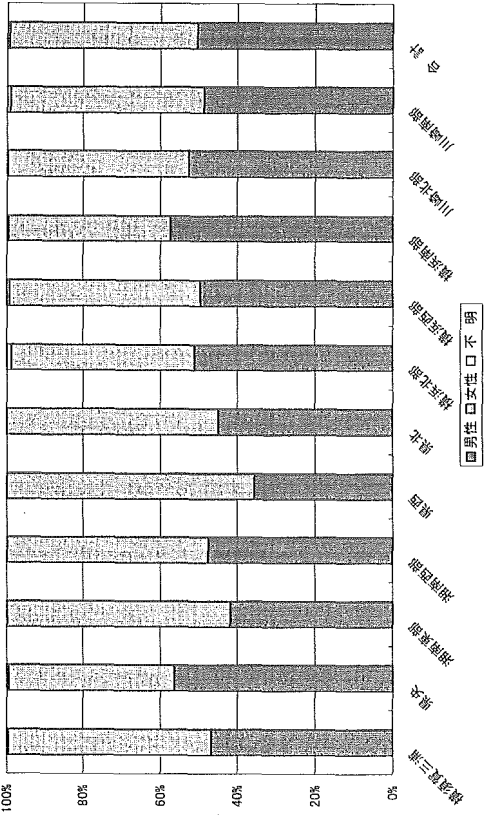 100%
80%
60%
40%
20%
0%
横須賀三浦
県央
湘南東部
湘南西部
県西
県北
横浜北部
横浜西部
横浜南部
川崎北部
川崎南部
合計
男性 女性 不明